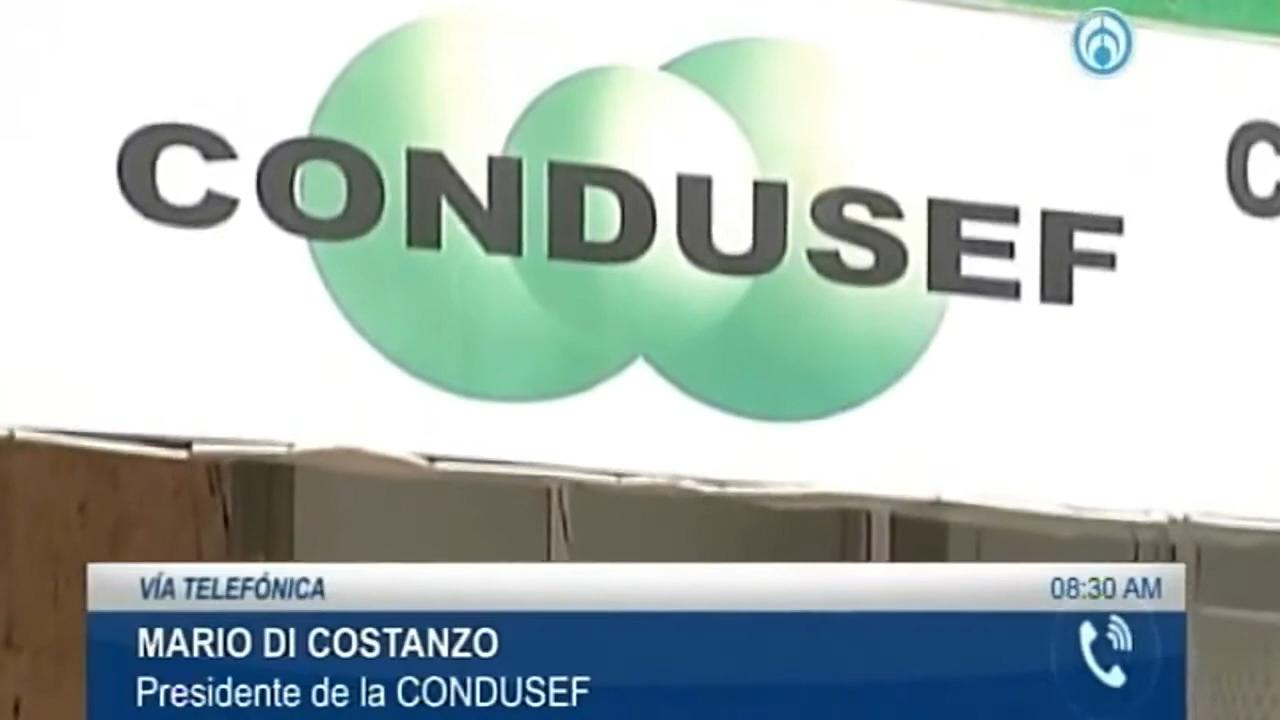 CONDUSEF
C
VÍA TELEFÓNICA
08:30 AM
MARIO DI COSTANZO
Presidente de la CONDUSEF